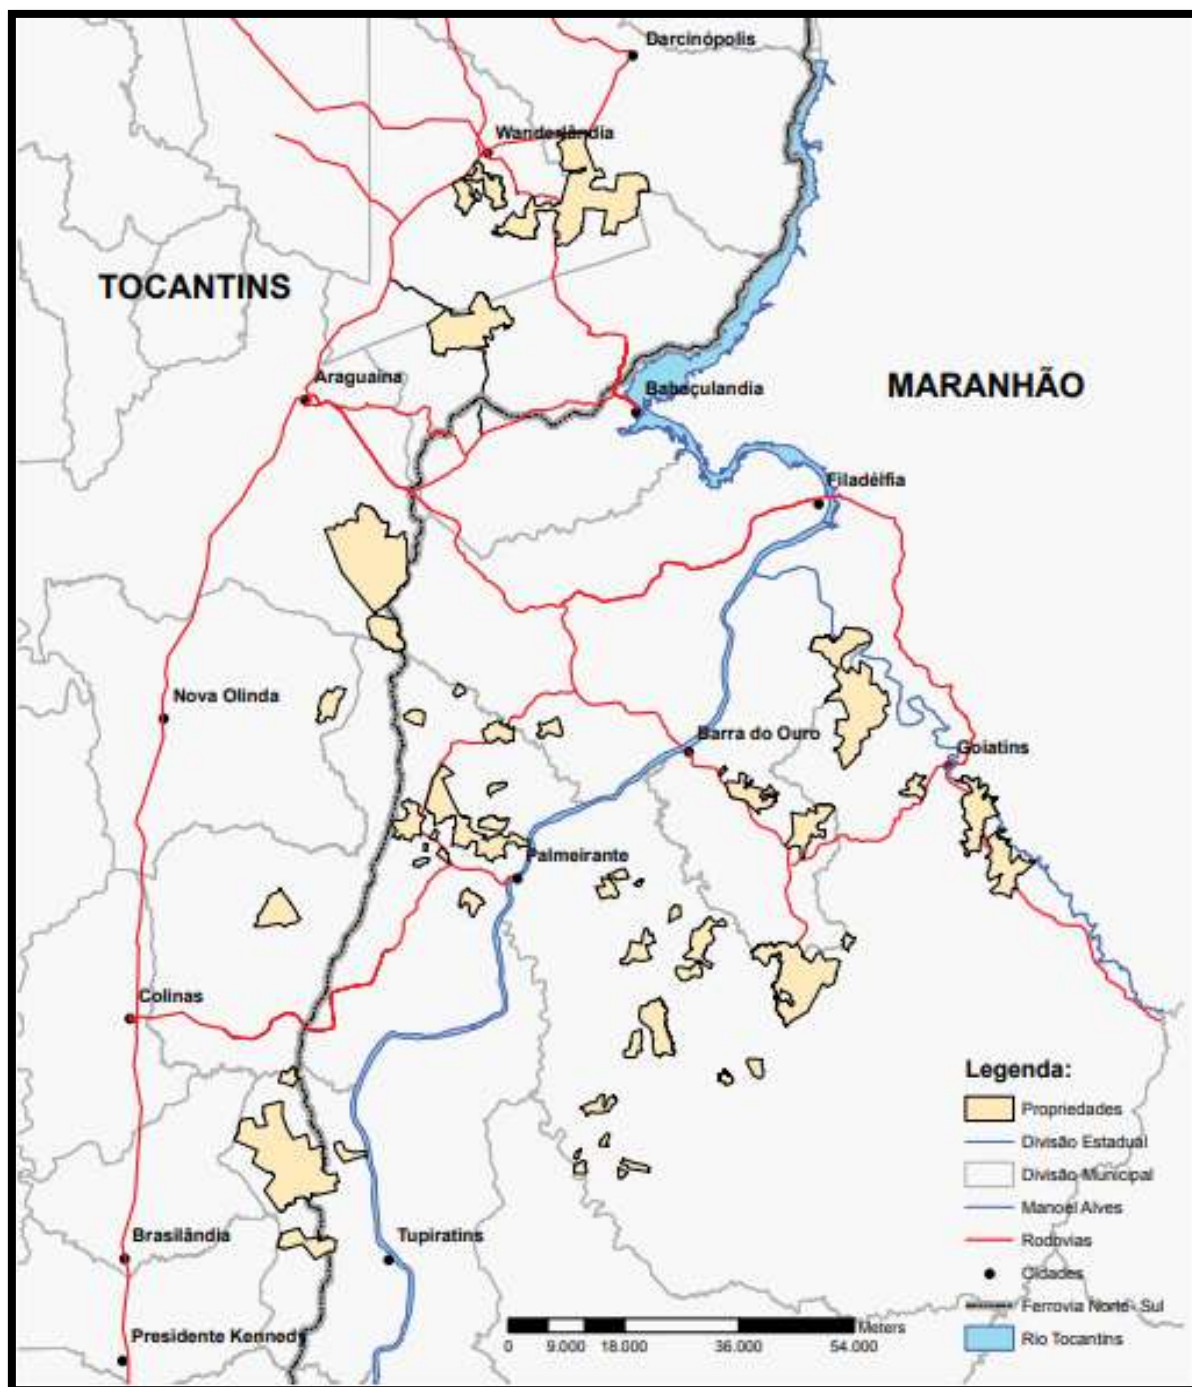 Darcinópolis
Wanderlândia
TOCANTINS
Araguaina
Babaçulandia
MARANHÃO
Filadélfia
Nova Olinda
Barra do Ouro
Goiatins
Palmeirante
Colinas
Legenda:
Propriedades
Divisão Estadual
Divisão Municipal
Manoel Alves
Rodovias
Cidades
Ferrovia Norte - Sul
Rio Tocantins
Brasilândia
Tupiratins
Presidente Kennedy
Meters
0 9.000 18.000 36.000 54.000